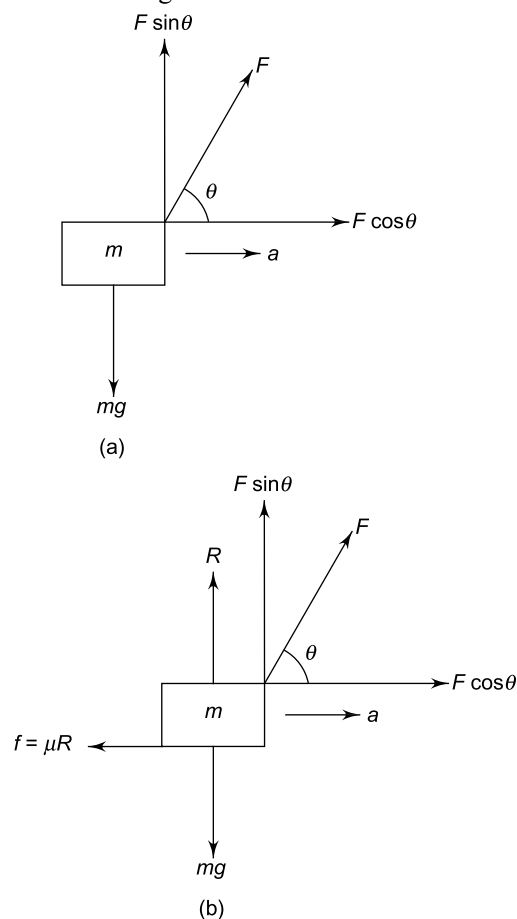 g
F sinθ
F
θ
F cosθ
m
a
mg
(a)
F sinθ
F
R
θ
F cosθ
m
a
f = μR
mg
(b)